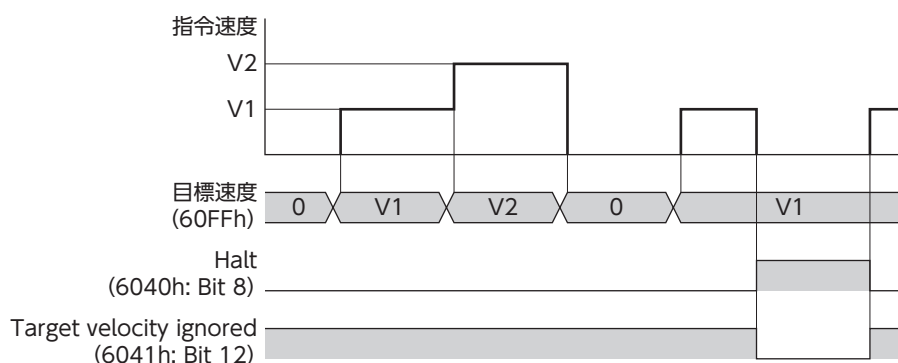 指令速度
V2
V1
目標速度
(60FFh)
0 V1 V2 0 V1
Halt
(6040h: Bit 8)
Target velocity ignored
(6041h: Bit 12)